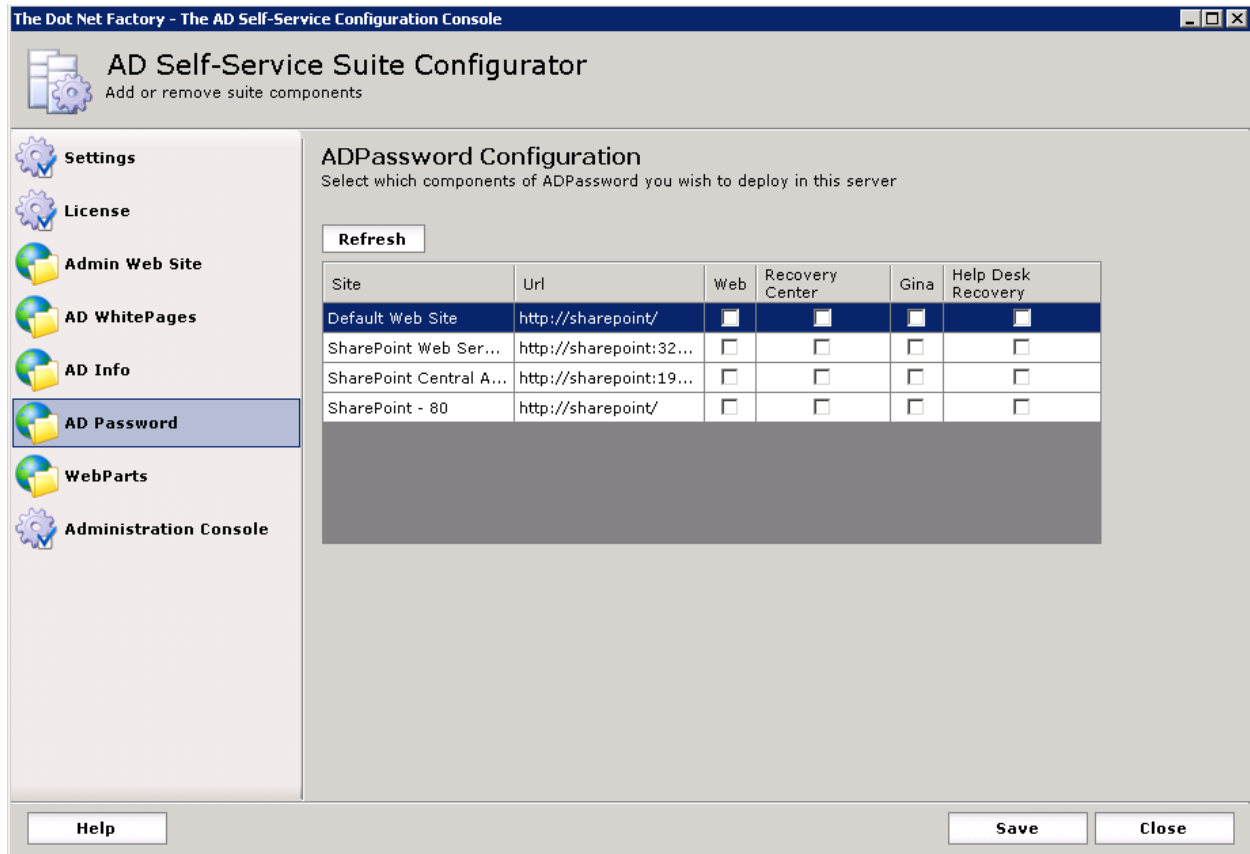 The Dot Net Factory - The AD Self-Service Configuration Console
AD Self-Service Suite Configurator
Add or remove suite components
Settings
License
Admin Web Site
AD WhitePages
AD Info
AD Password
WebParts
Administration Console
ADPassword Configuration
Select which components of ADPassword you wish to deploy in this server
Refresh
Site Url Web Recovery Center Gina Help Desk Recovery
Default Web Site http://sharepoint/
SharePoint Web Ser... http://sharepoint:32...
SharePoint Central A... http://sharepoint:19...
SharePoint - 80 http://sharepoint/
Help Save Close